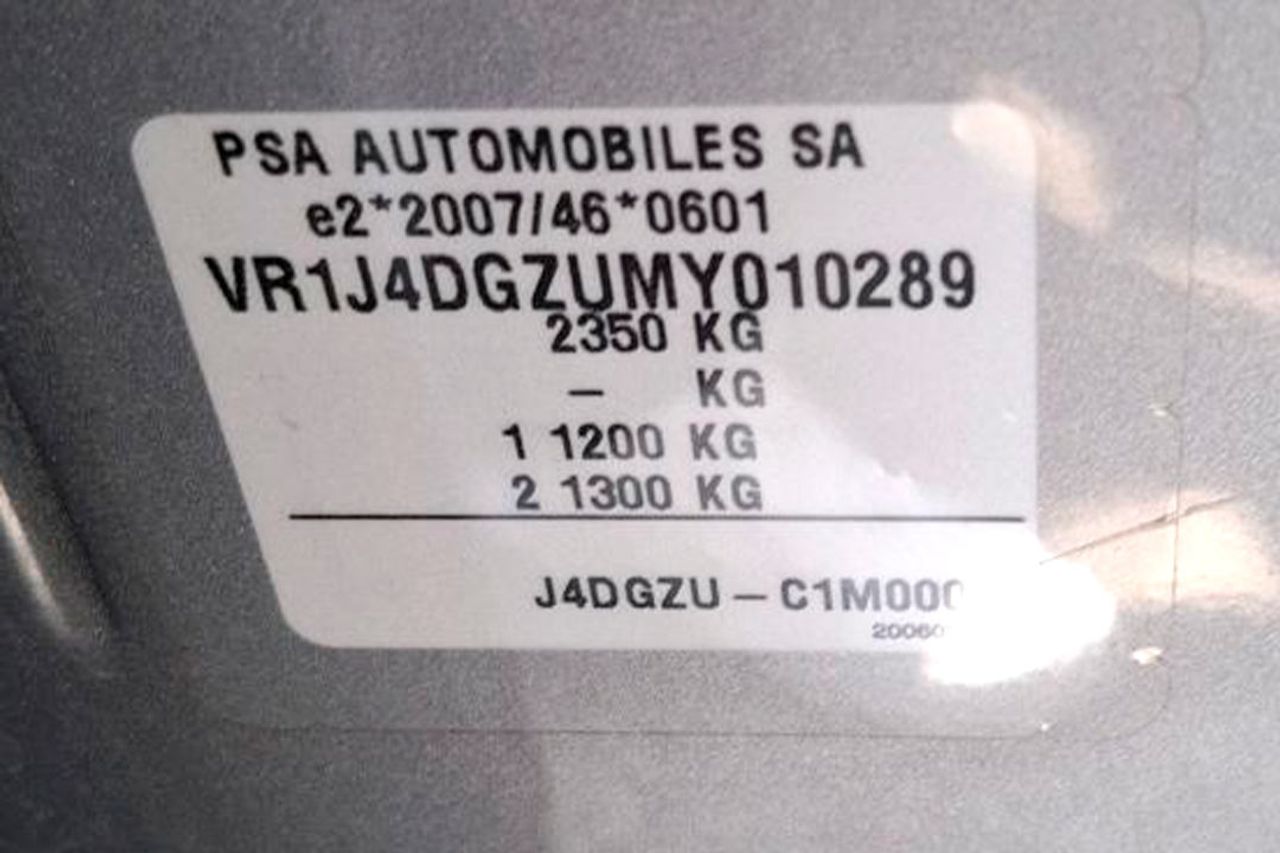 PSA AUTOMOBILES SA
e2*2007/46*0601
VR1J4DGZUMY010289
2350 KG
– KG
1 1200 KG
2 1300 KG
J4DGZU – C1M000